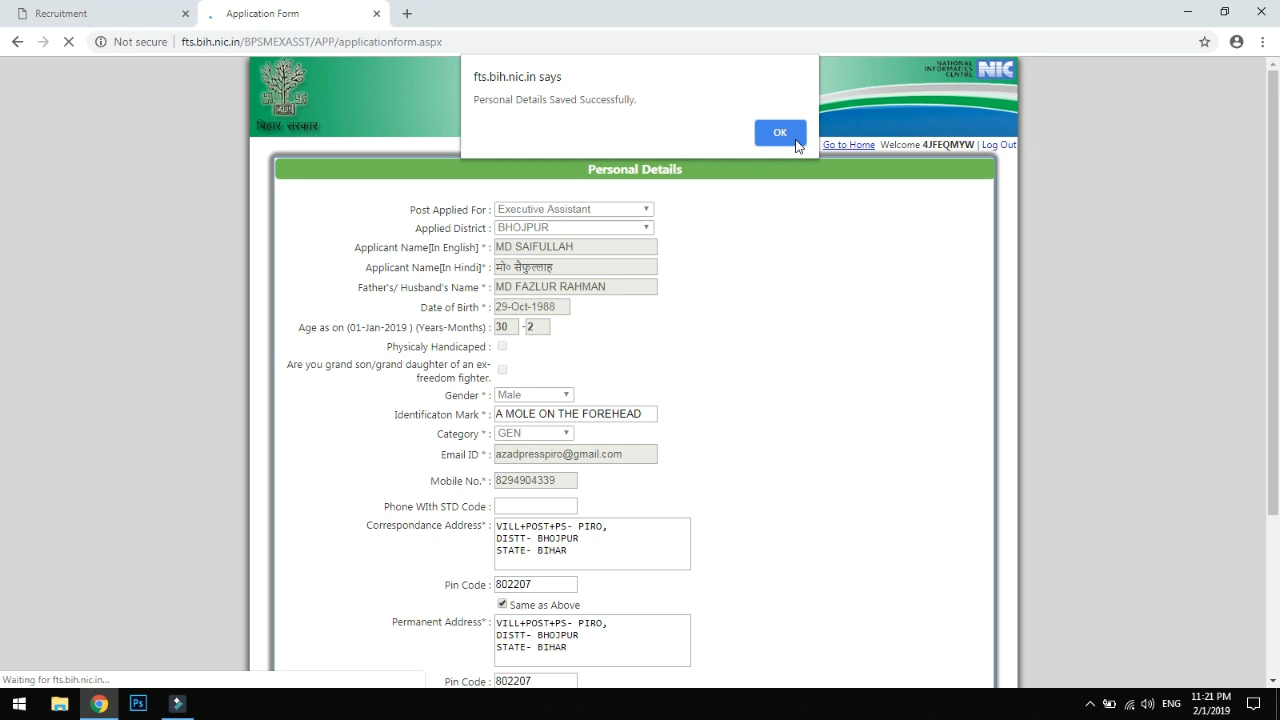 Recruitment
Application Form
Not secure | fts.bih.nic.in/BPSMEXASST/APP/applicationform.aspx
fts.bih.nic.in says
Personal Details Saved Successfully.
OK
बिहार सरकार
NATIONAL
INFORMATICS
CENTRE
NIC
Go to Home Welcome 4JFEQMYW | Log Out
Personal Details
Post Applied For : Executive Assistant
Applied District : BHOJPUR
Applicant Name[In English] * : MD SAIFULLAH
Applicant Name[In Hindi]* : मो० सैफुल्लाह
Father's/ Husband's Name * : MD FAZLUR RAHMAN
Date of Birth * : 29-Oct-1988
Age as on (01-Jan-2019 ) (Years-Months) : 30 - 2
Physicaly Handicaped :
Are you grand son/grand daughter of an ex-
freedom fighter.
Gender * : Male
Identificaton Mark * : A MOLE ON THE FOREHEAD
Category * : GEN
Email ID * : azadpresspiro@gmail.com
Mobile No.* : 8294904339
Phone WIth STD Code :
Correspondance Address* : VILL+POST+PS- PIRO,
DISTT- BHOJPUR
STATE- BIHAR
Pin Code : 802207
Same as Above
Permanent Address* : VILL+POST+PS- PIRO,
DISTT- BHOJPUR
STATE- BIHAR
Pin Code : 802207
Waiting for fts.bih.nic.in...
Ps
ENG
11:21 PM
2/1/2019